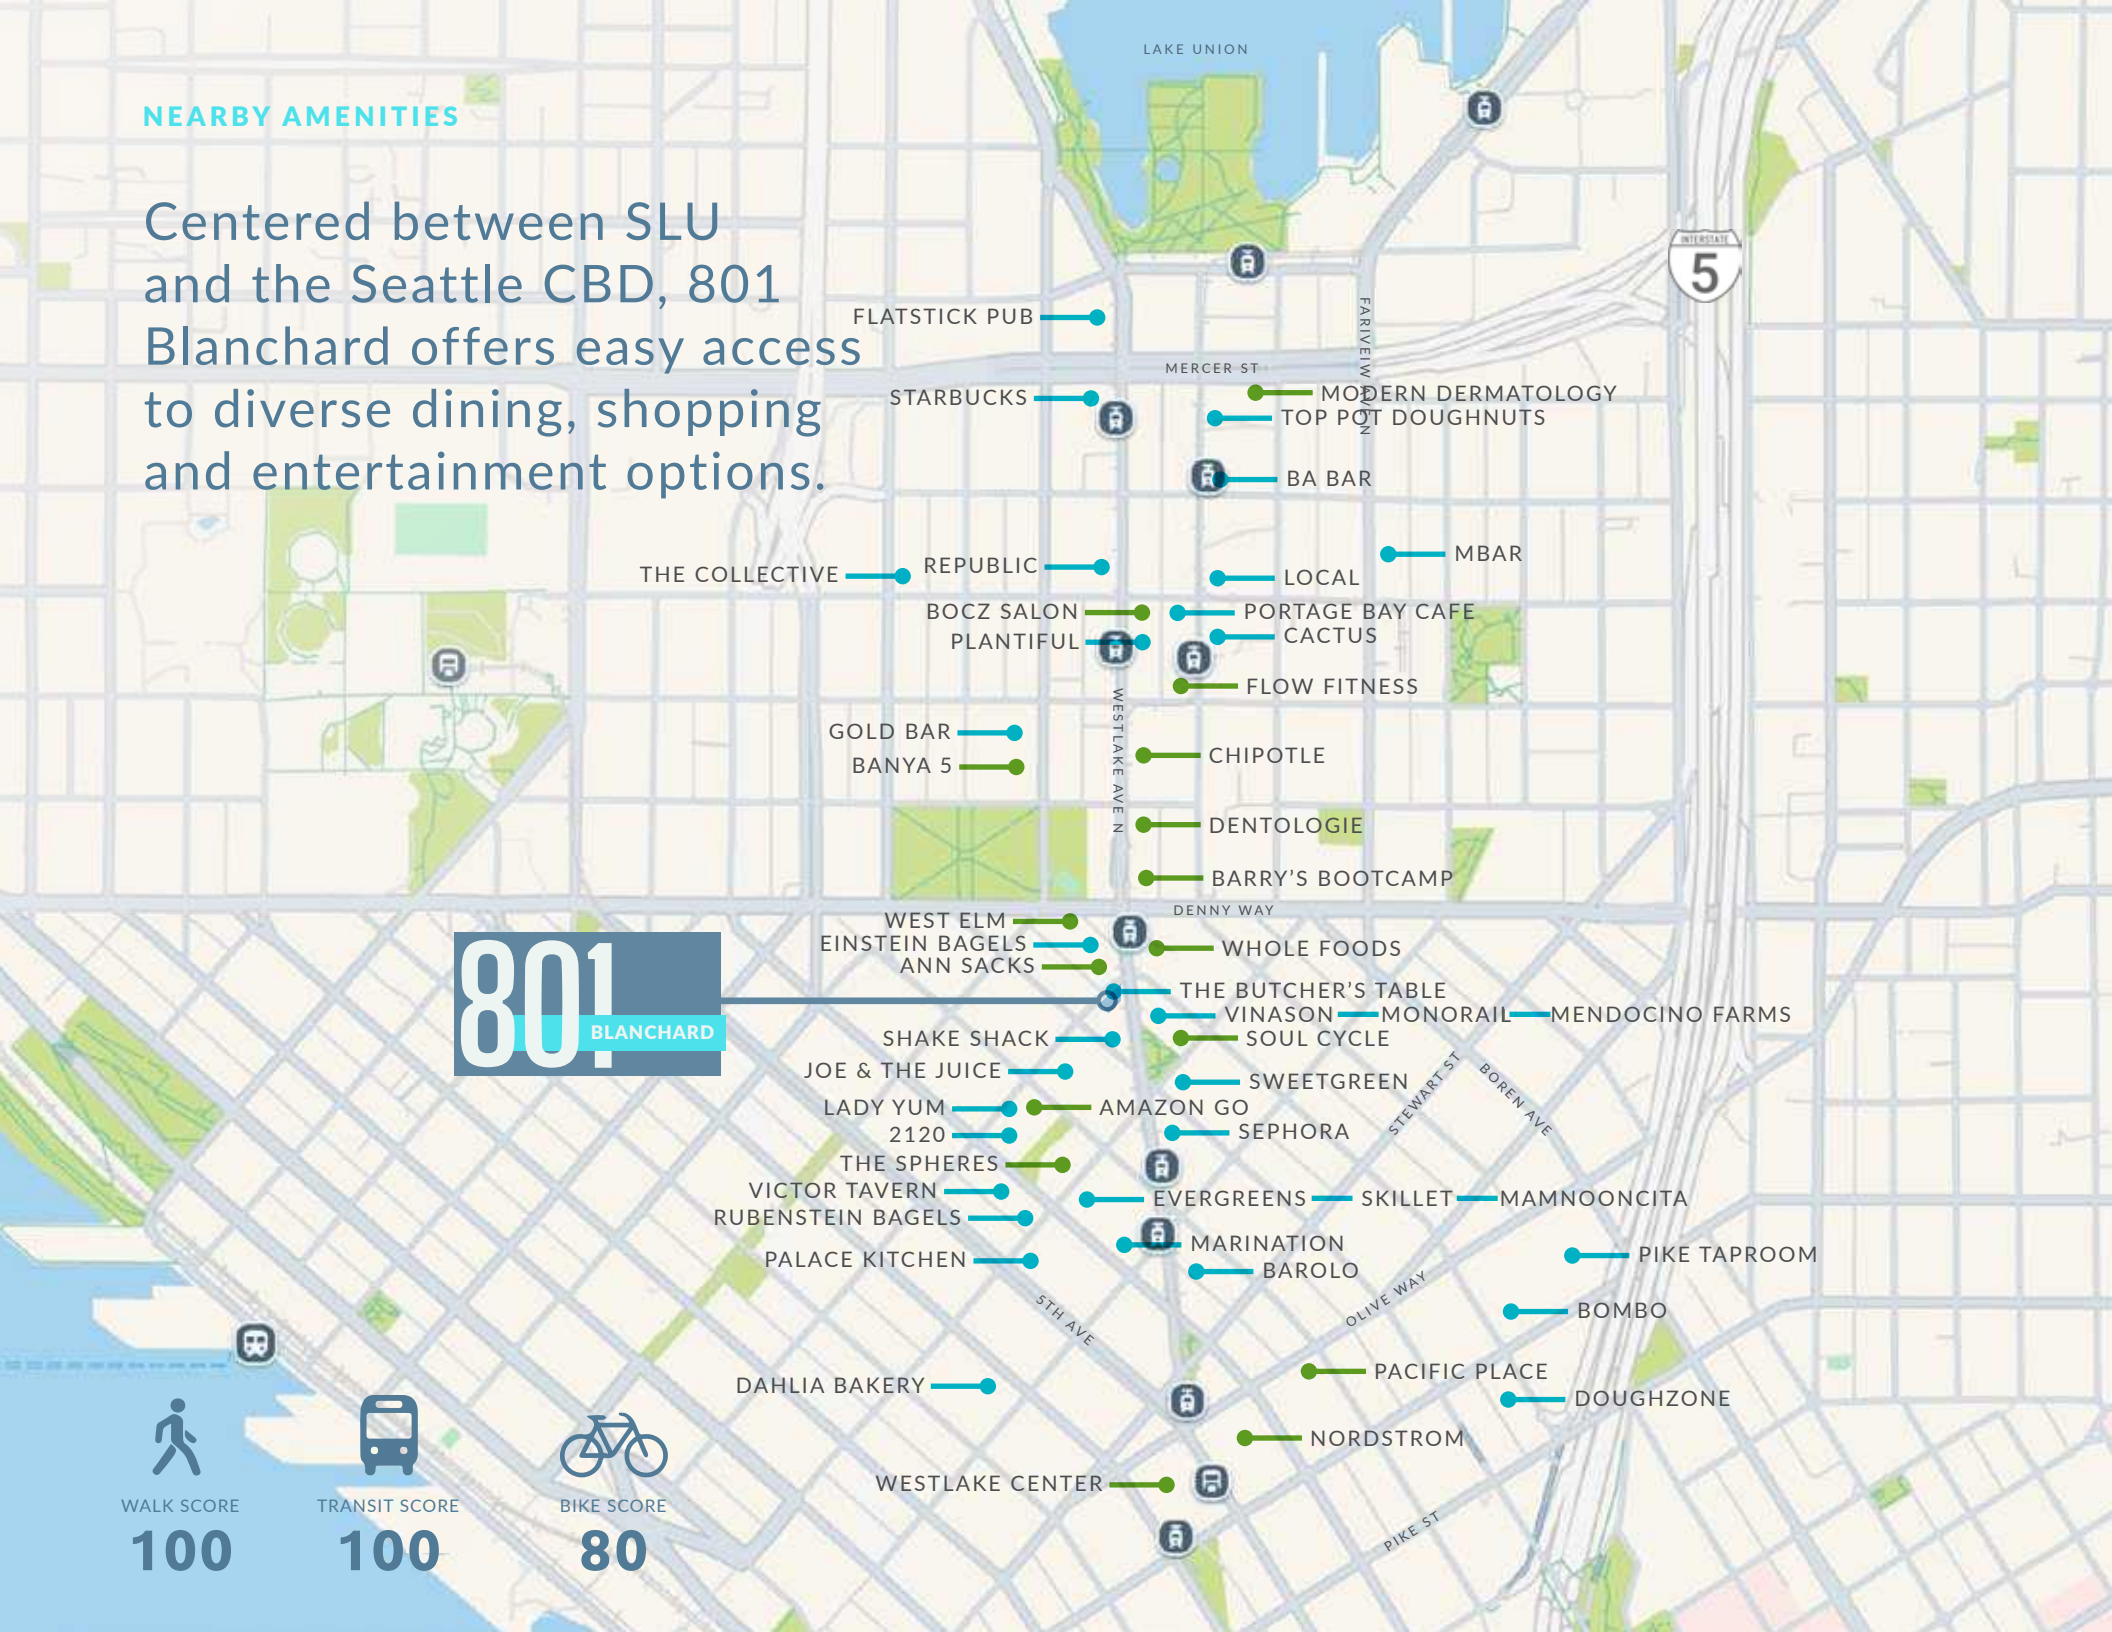 LAKE UNION
NEARBY AMENITIES
Centered between SLU
and the Seattle CBD, 801
Blanchard offers easy access
to diverse dining, shopping
and entertainment options.
INTERSTATE
5
FLATSTICK PUB
FARIVEIW AVE N
MERCER ST
STARBUCKS
MODERN DERMATOLOGY
TOP POT DOUGHNUTS
BA BAR
MBAR
THE COLLECTIVE
REPUBLIC
LOCAL
BOCZ SALON
PORTAGE BAY CAFE
PLANTIFUL
CACTUS
FLOW FITNESS
WESTLAKE AVE N
GOLD BAR
BANYA 5
CHIPOTLE
DENTOLOGIE
BARRY’S BOOTCAMP
DENNY WAY
WEST ELM
EINSTEIN BAGELS
ANN SACKS
WHOLE FOODS
801
BLANCHARD
THE BUTCHER’S TABLE
VINASON MONORAIL MENDOCINO FARMS
SHAKE SHACK
SOUL CYCLE
JOE & THE JUICE
SWEETGREEN
STEWART ST
BOREN AVE
LADY YUM
AMAZON GO
2120
SEPHORA
THE SPHERES
VICTOR TAVERN
EVERGREENS SKILLET MAMNOONCITA
RUBENSTEIN BAGELS
MARINATION
PALACE KITCHEN
BAROLO
PIKE TAPROOM
5TH AVE
OLIVE WAY
BOMBO
PACIFIC PLACE
DAHLIA BAKERY
DOUGHZONE
NORDSTROM
WESTLAKE CENTER
PIKE ST
WALK SCORE
100
TRANSIT SCORE
100
BIKE SCORE
80